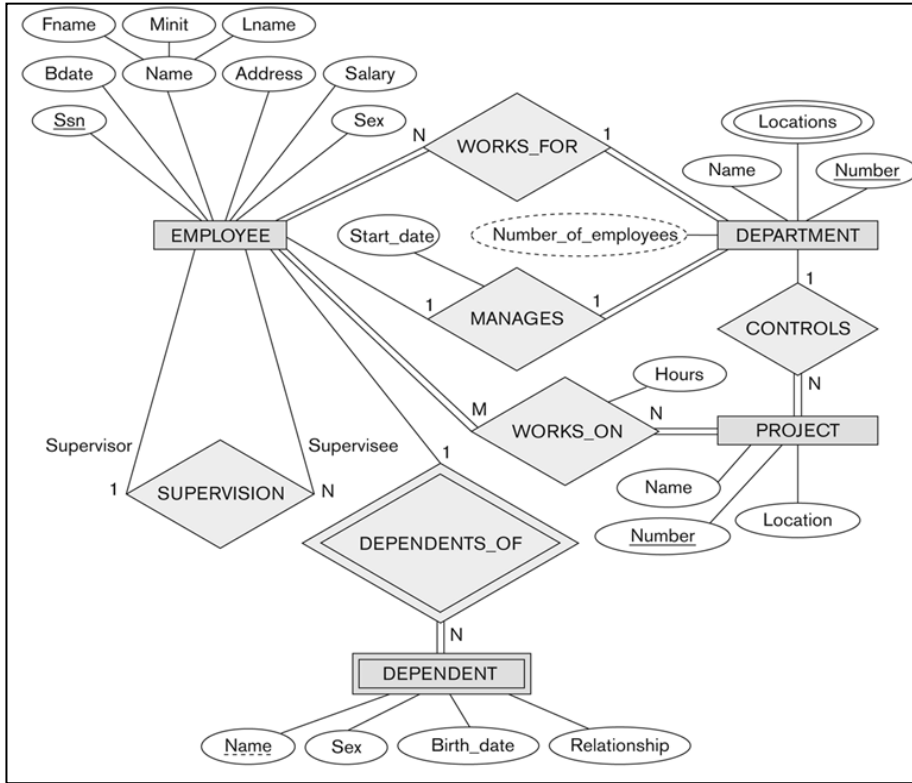 Fname Minit Lname
Bdate Name Address Salary
Ssn Sex
N WORKS_FOR 1
Locations
Name Number
EMPLOYEE Start_date Number_of_employees DEPARTMENT
1 MANAGES 1
1
CONTROLS
N
Hours
M WORKS_ON N
PROJECT
Supervisor Supervisee
1 SUPERVISION N
1
Name
Number Location
DEPENDENTS_OF
N
DEPENDENT
Name Sex Birth_date Relationship